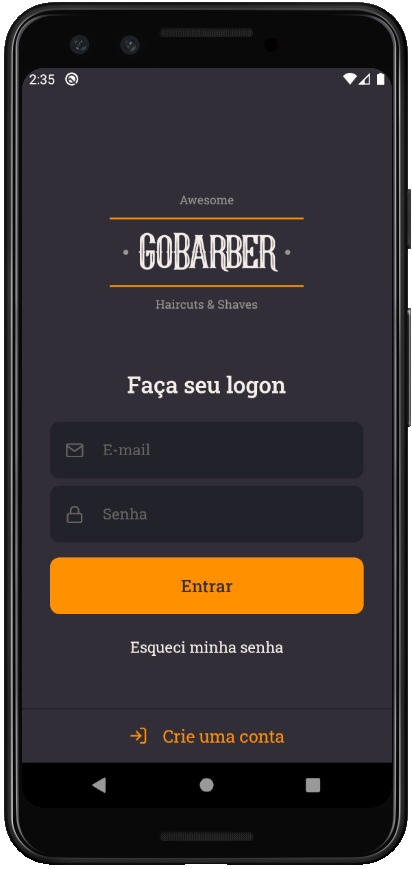 2:35
Awesome
GOBARBER
Haircuts & Shaves
Faça seu logon
E-mail
Senha
Entrar
Esqueci minha senha
Crie uma conta